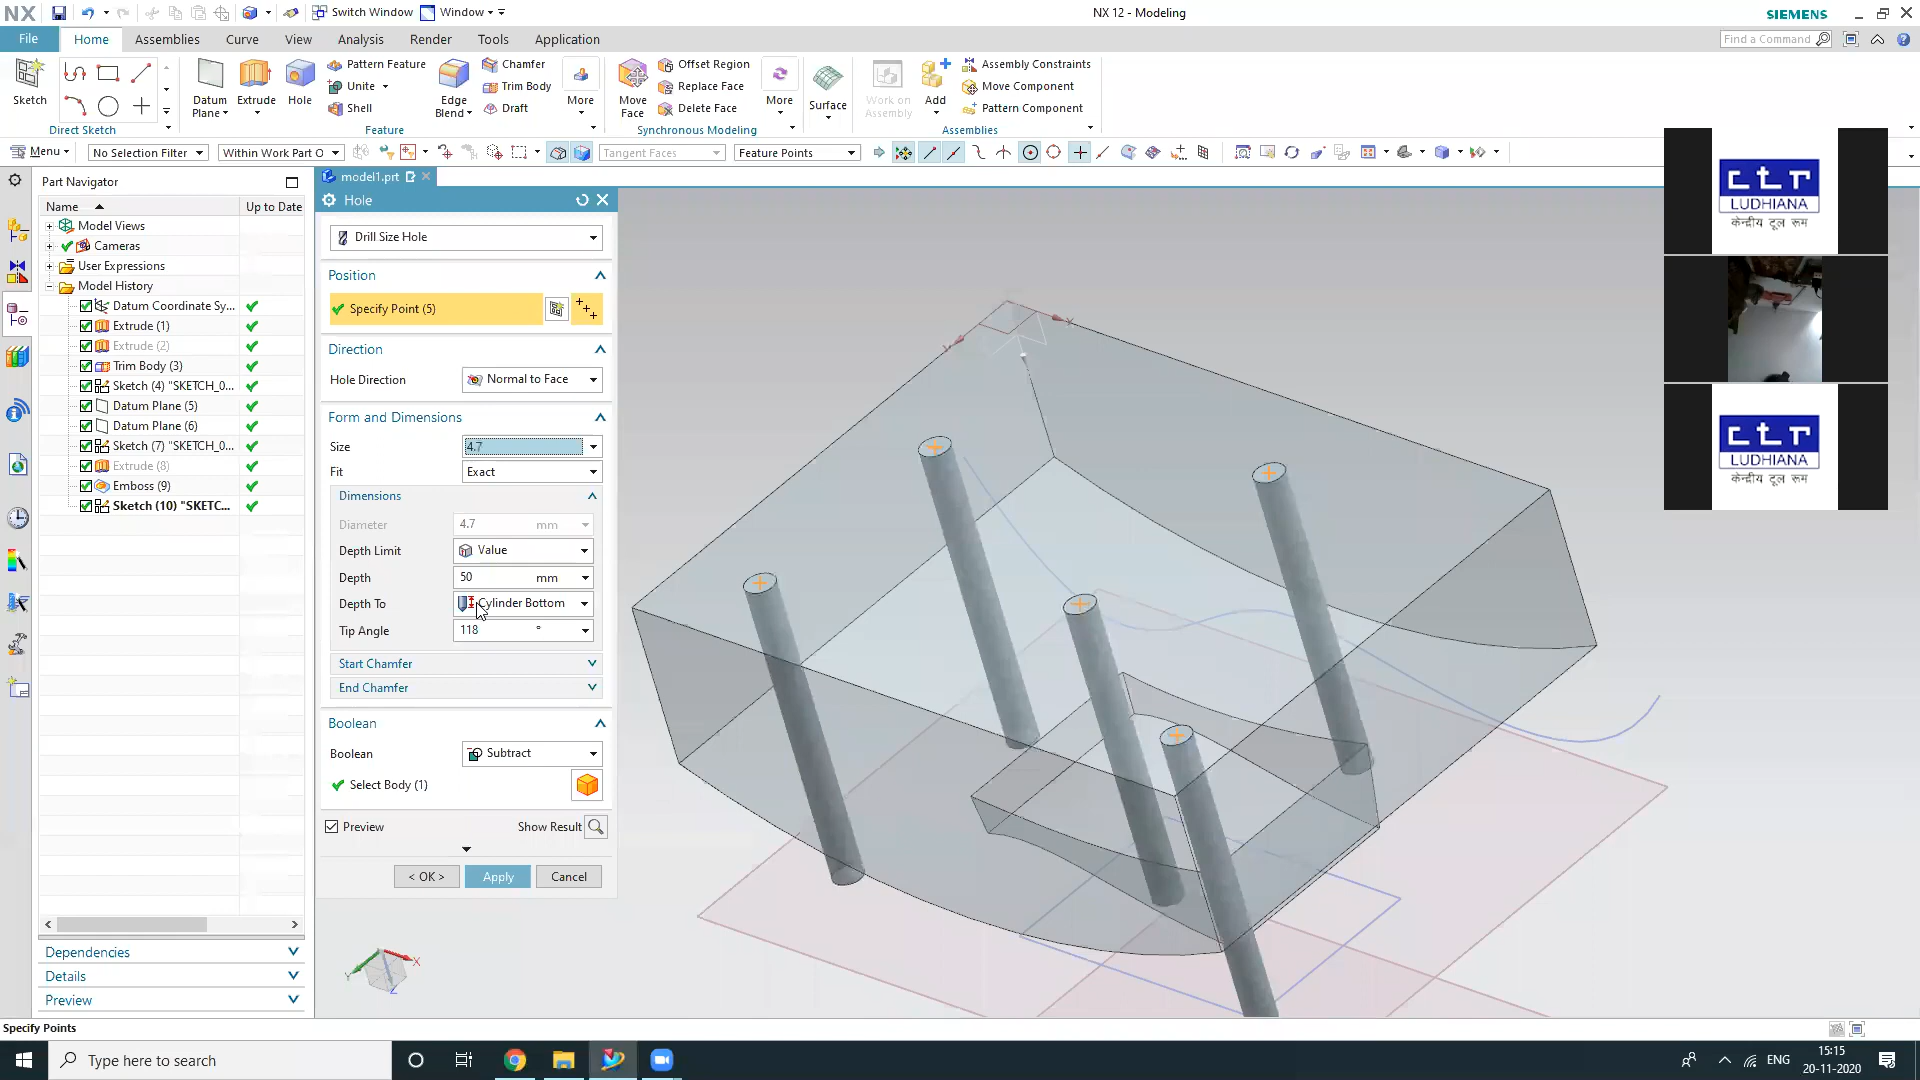 NX
Switch Window
Window
NX 12 - Modeling
SIEMENS
File
Home
Assemblies
Curve
View
Analysis
Render
Tools
Application
Find a Command
Sketch
Direct Sketch
Datum Plane
Extrude
Hole
Pattern Feature
Unite
Shell
Edge Blend
Chamfer
Trim Body
Draft
More
Feature
Move Face
Offset Region
Replace Face
Delete Face
More
Synchronous Modeling
Surface
Work on Assembly
Add
Assembly Constraints
Move Component
Pattern Component
Assemblies
Menu
No Selection Filter
Within Work Part O
Tangent Faces
Feature Points
Part Navigator
Name
Up to Date
Model Views
Cameras
User Expressions
Model History
Datum Coordinate Sy...
Extrude (1)
Extrude (2)
Trim Body (3)
Sketch (4) "SKETCH_0...
Datum Plane (5)
Datum Plane (6)
Sketch (7) "SKETCH_0...
Extrude (8)
Emboss (9)
Sketch (10) "SKETC...
Dependencies
Details
Preview
model1.prt
Hole
Drill Size Hole
Position
Specify Point (5)
Direction
Hole Direction
Normal to Face
Form and Dimensions
Size
4.7
Fit
Exact
Dimensions
Diameter
4.7 mm
Depth Limit
Value
Depth
50 mm
Depth To
Cylinder Bottom
Tip Angle
118 °
Start Chamfer
End Chamfer
Boolean
Boolean
Subtract
Select Body (1)
Preview
Show Result
< OK >
Apply
Cancel
X
Y
X
Y
Z
ctr
LUDHIANA
केन्दीय टूल रूम
ctr
LUDHIANA
केन्दीय टूल रूम
Specify Points
Type here to search
ENG
15:15
20-11-2020